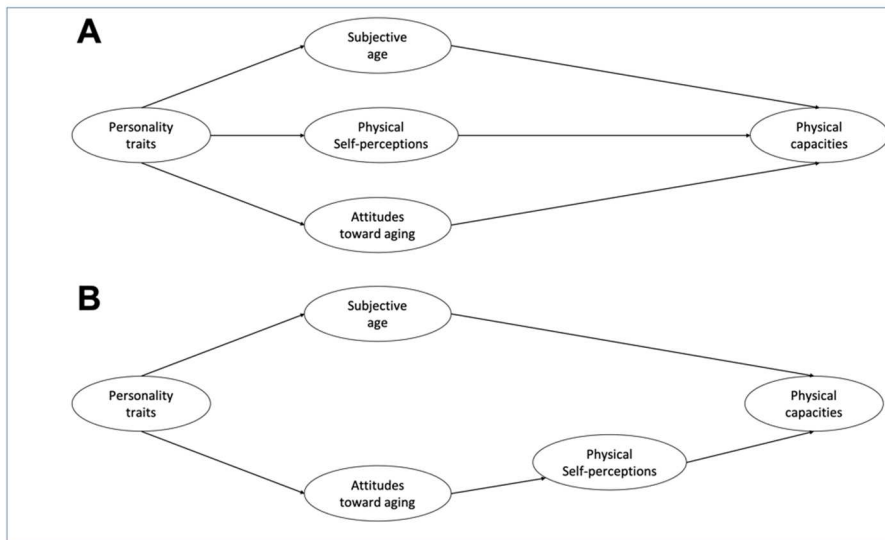 A
Subjective
age
Personality
traits
Physical
Self-perceptions
Physical
capacities
Attitudes
toward aging
B
Subjective
age
Personality
traits
Physical
capacities
Physical
Self-perceptions
Attitudes
toward aging